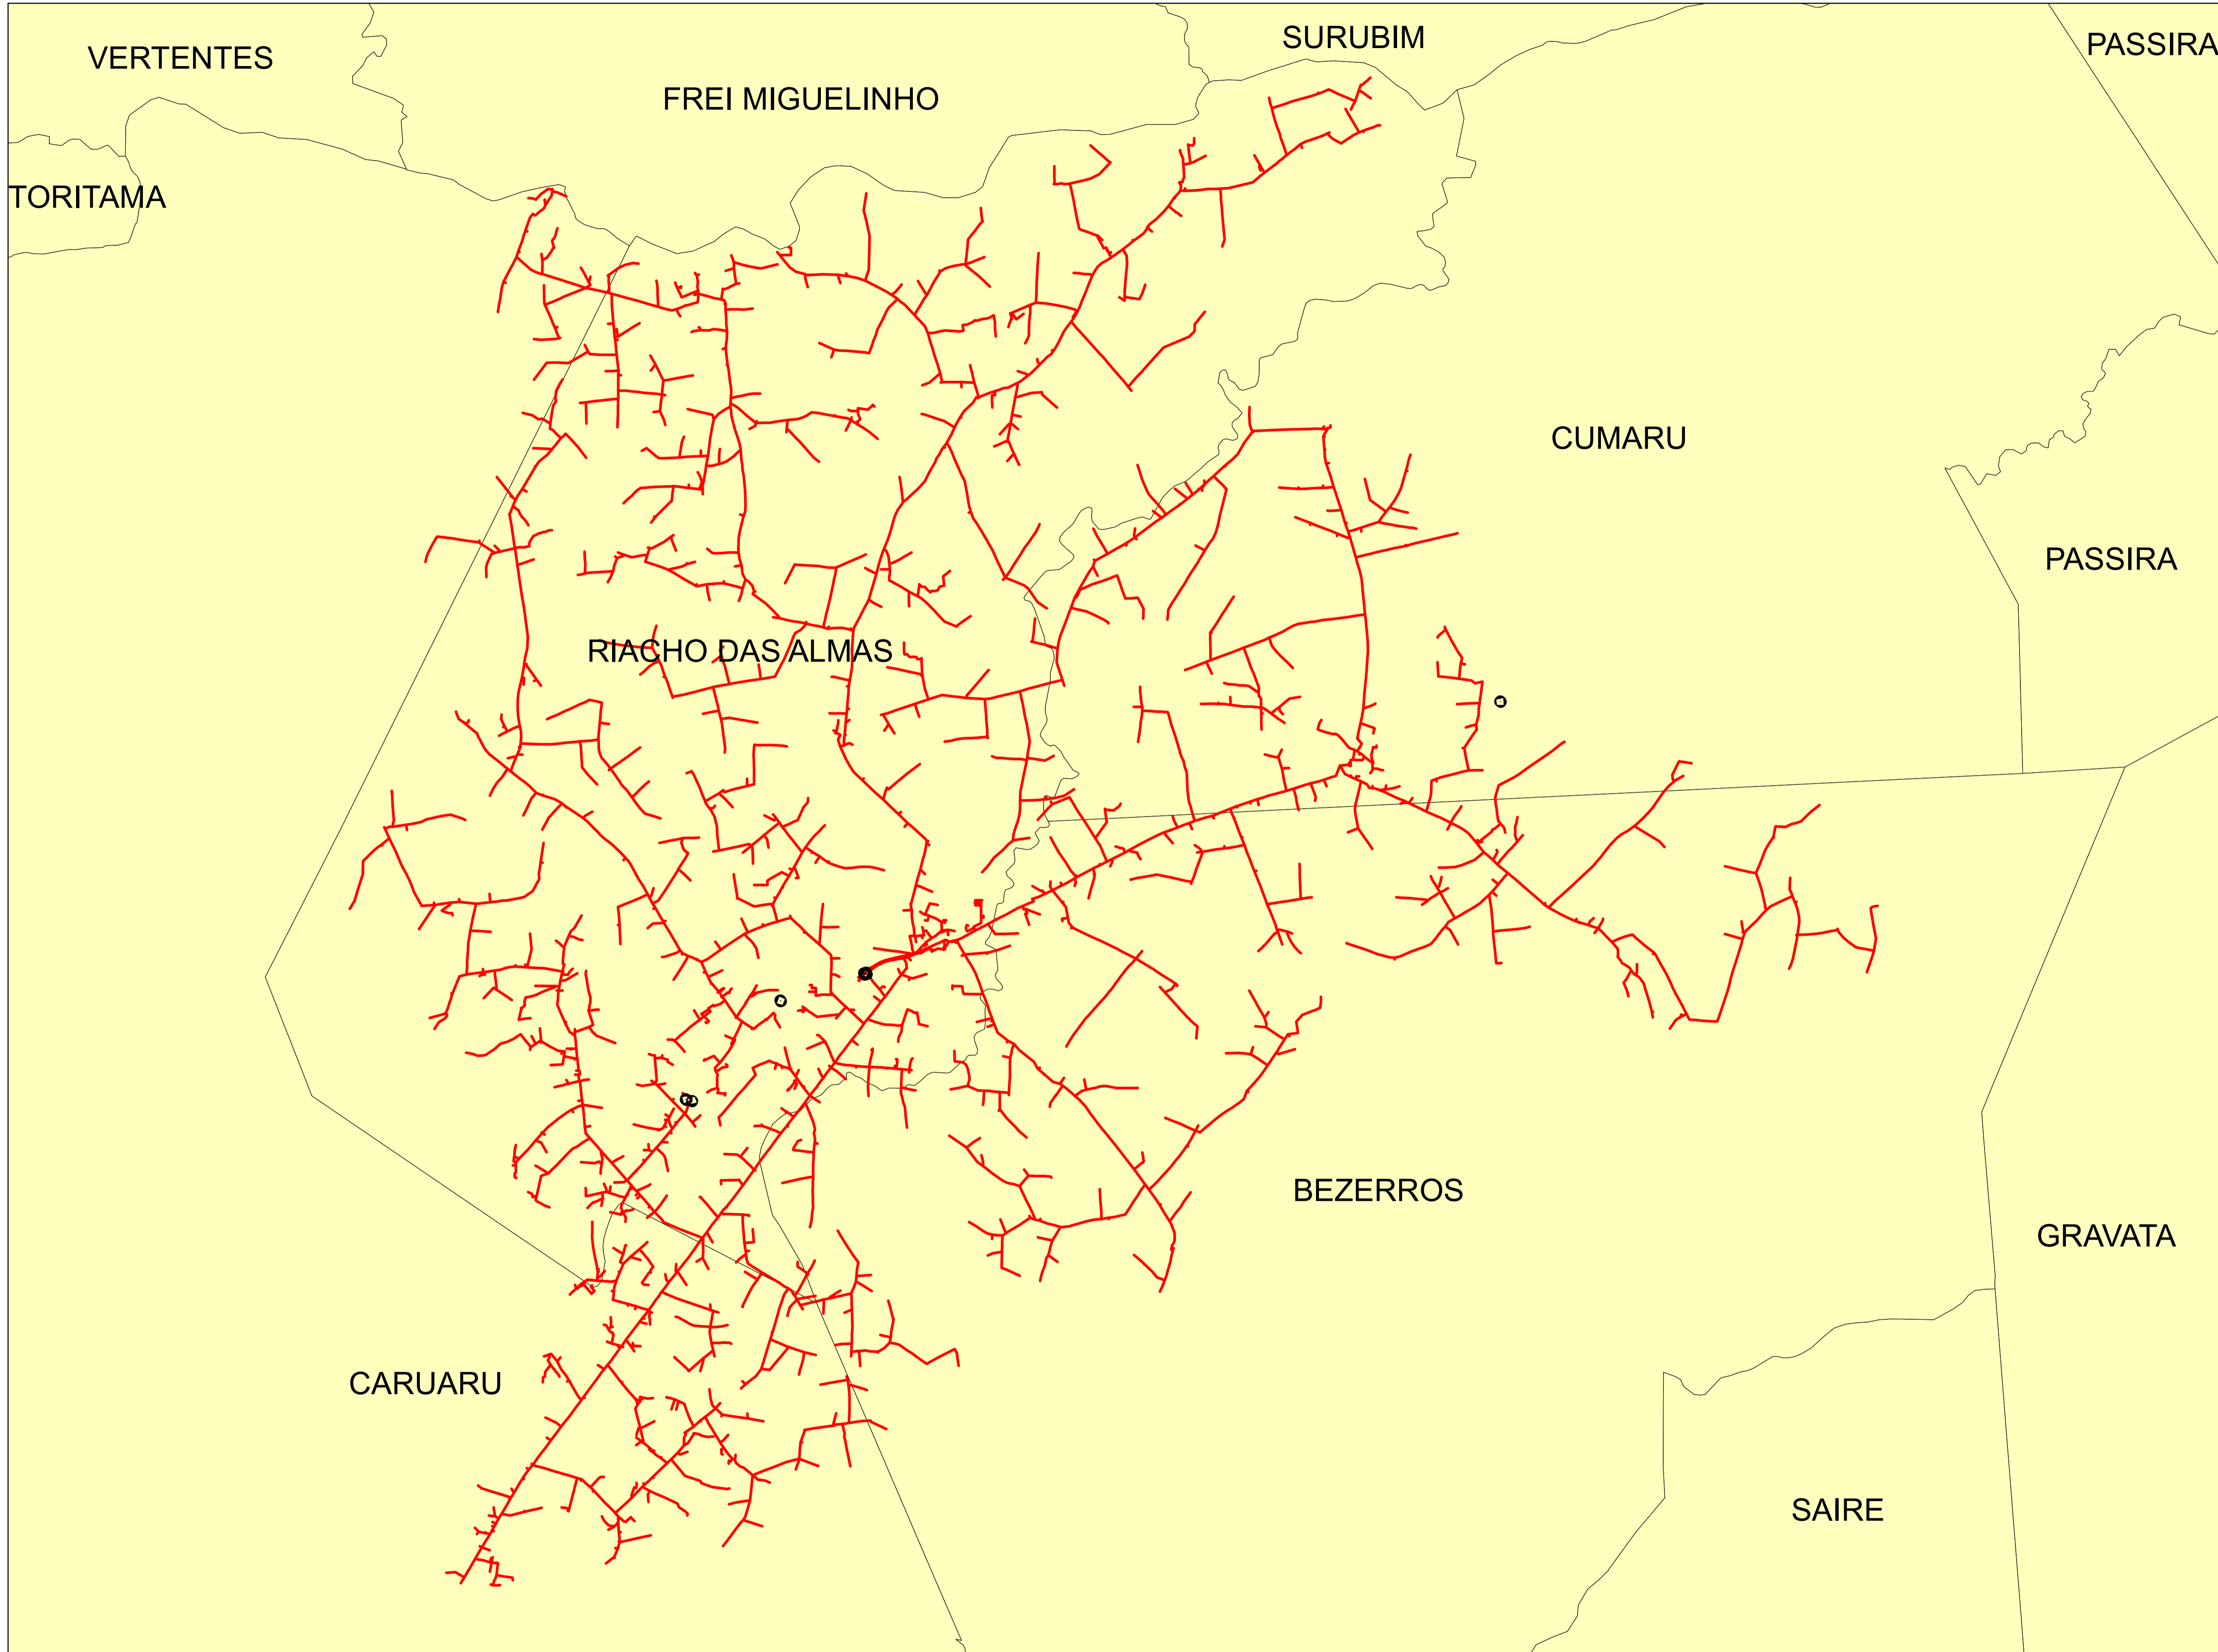 SURUBIM
PASSIRA
VERTENTES
FREI MIGUELINHO
TORITAMA
CUMARU
PASSIRA
RIACHO DAS ALMAS
BEZERROS
GRAVATA
CARUARU
SAIRE